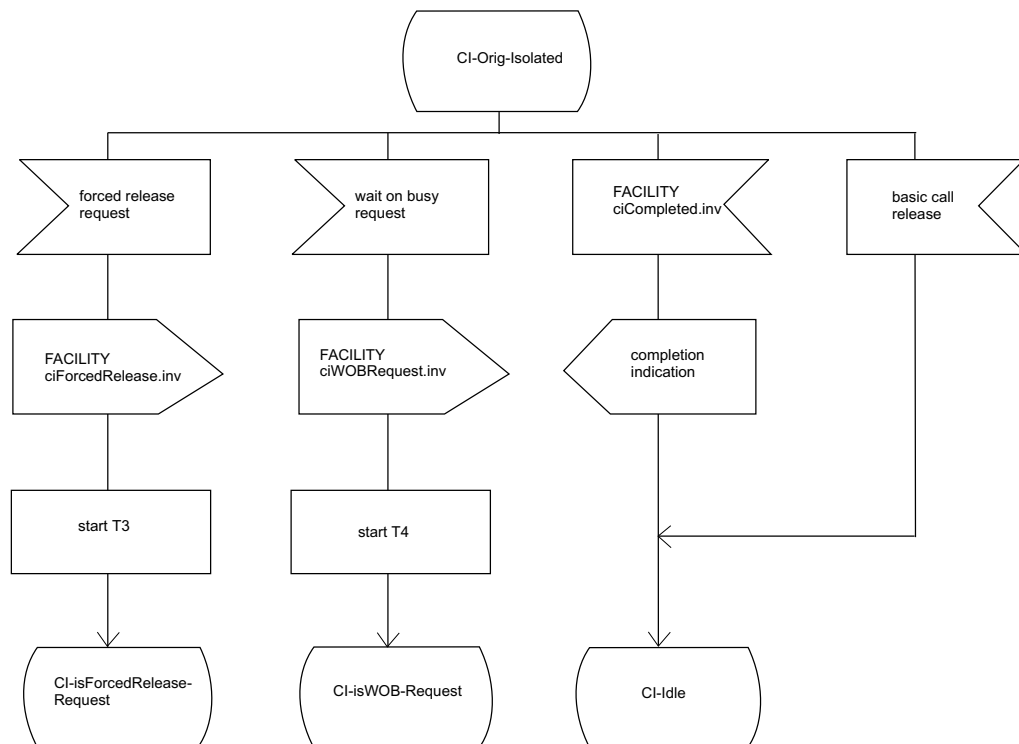 CI-Orig-Isolated
forced release
request
wait on busy
request
FACILITY
ciCompleted.inv
basic call
release
FACILITY
ciForcedRelease.inv
FACILITY
ciWOBRequest.inv
completion
indication
start T3
start T4
CI-isForcedRelease-
Request
CI-isWOB-Request
CI-Idle